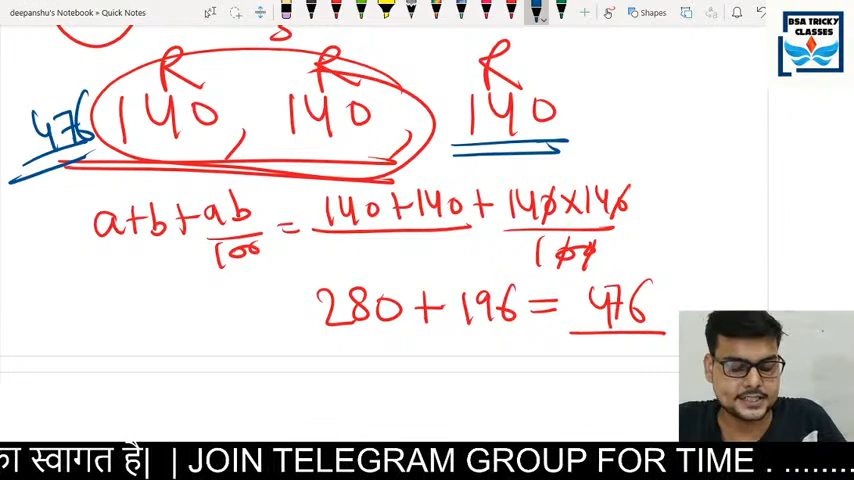 deepanshu's Notebook » Quick Notes
Shapes
DSA TRICKY
CLASSES
R R R
476 140, 140, 140
a+b+ab/100 = 140+140 + 140×140/100
280+196 = 476
का स्वागत है| | JOIN TELEGRAM GROUP FOR TIME . ........